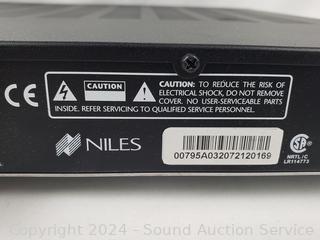 CE
CAUTION
CAUTION: TO REDUCE THE RISK OF
ELECTRICAL SHOCK, DO NOT REMOVE
COVER. NO USER-SERVICEABLE PARTS
INSIDE. REFER SERVICING TO QUALIFIED SERVICE PERSONNEL.
NILES
00795A032072120169
NRTL /C
LR114773
Copyright 2024 - Sound Auction Service